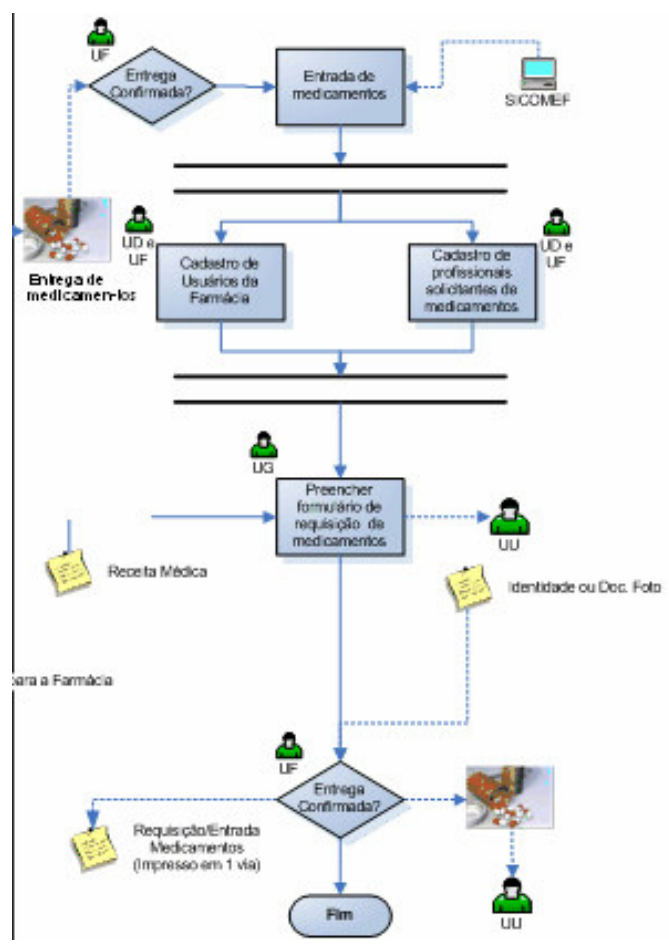 UF
Entrega
Confirmada?
Entrada de
medicamentos
SICOMEF
UD e
UF
Entrega de
medicamen-tos
Cadastro de
Usuários da
Farmácia
Cadastro de
profissionais
solicitantes de
medicamentos
UD e
UF
UG
Preencher
formulário de
requisição de
medicamentos
UU
Receita Médica
Identidade ou Doc. Foto
para a Farmácia
UF
Entrega
Confirmada?
Requisição/Entrada
Medicamentos
(Impresso em 1 via)
UU
Fim